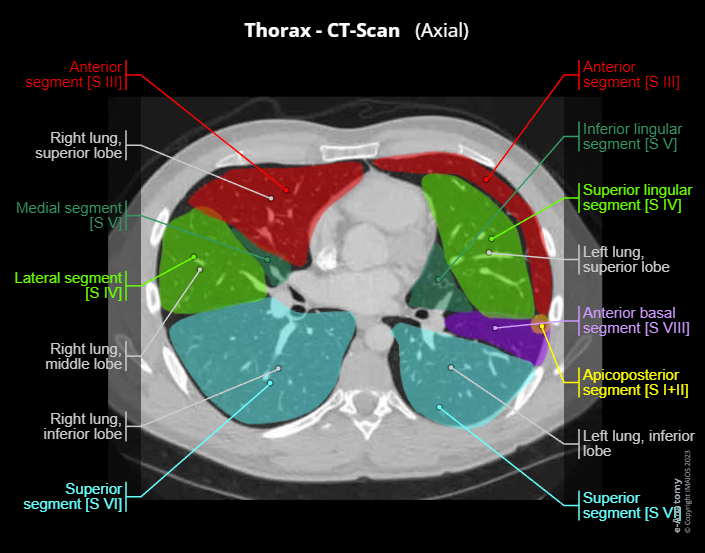 Thorax - CT-Scan (Axial)
Anterior
segment [S III]
Right lung,
superior lobe
Medial segment
[S V]
Lateral segment
[S IV]
Right lung,
middle lobe
Right lung,
inferior lobe
Superior
segment [S VI]
Anterior
segment [S III]
Inferior lingular
segment [S V]
Superior lingular
segment [S IV]
Left lung,
superior lobe
Anterior basal
segment [S VIII]
Apicoposterior
segment [S I+II]
Left lung, inferior
lobe
Superior
segment [S VI]
e-Anatomy
© Copyright IMAIOS 2023